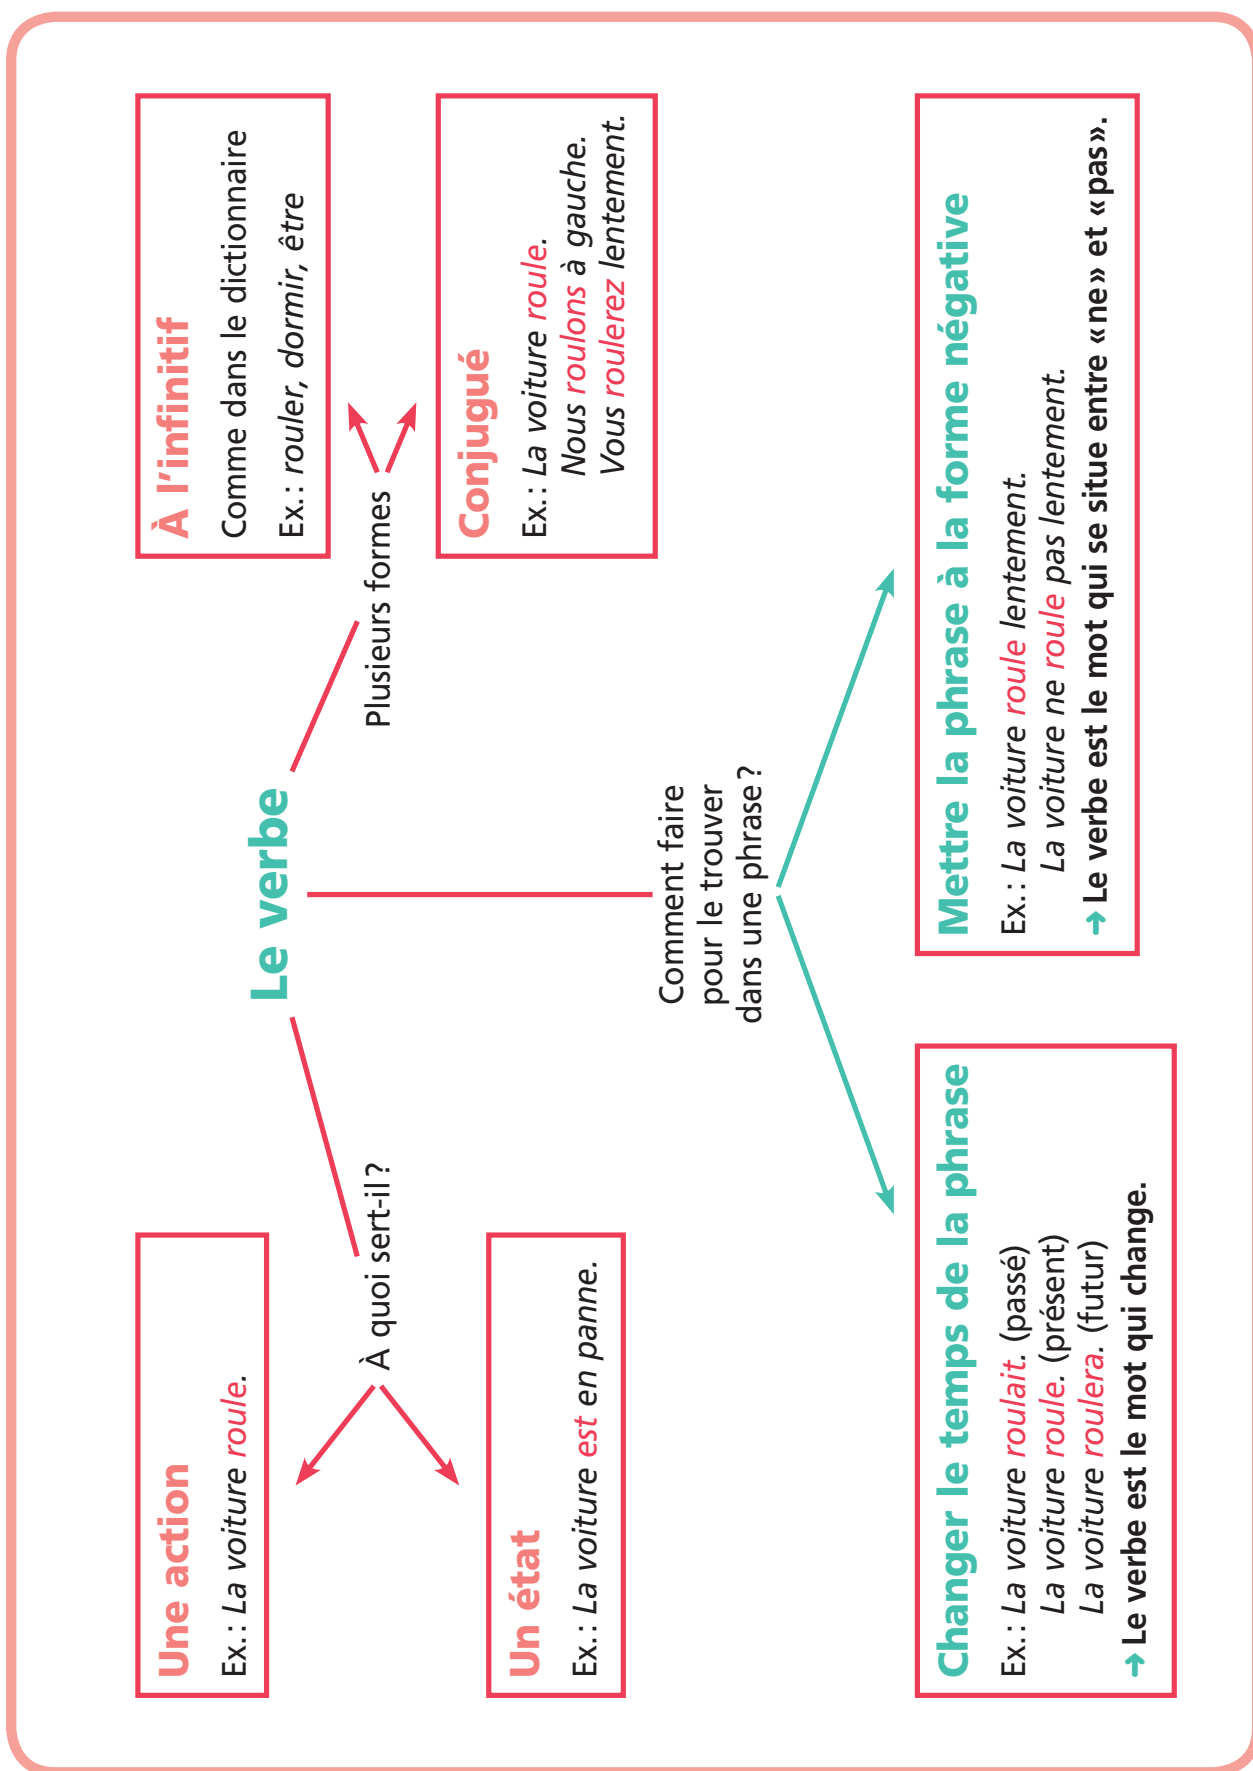 Le verbe
À quoi sert-il ?
Une action
Ex. : La voiture roule.
Un état
Ex. : La voiture est en panne.
Plusieurs formes
À l'infinitif
Comme dans le dictionnaire
Ex. : rouler, dormir, être
Conjugué
Ex. : La voiture roule.
Nous roulons à gauche.
Vous roulerez lentement.
Comment faire
pour le trouver
dans une phrase ?
Changer le temps de la phrase
Ex. : La voiture roulait. (passé)
La voiture roule. (présent)
La voiture roulera. (futur)
➔ Le verbe est le mot qui change.
Mettre la phrase à la forme négative
Ex. : La voiture roule lentement.
La voiture ne roule pas lentement.
➔ Le verbe est le mot qui se situe entre « ne » et « pas ».